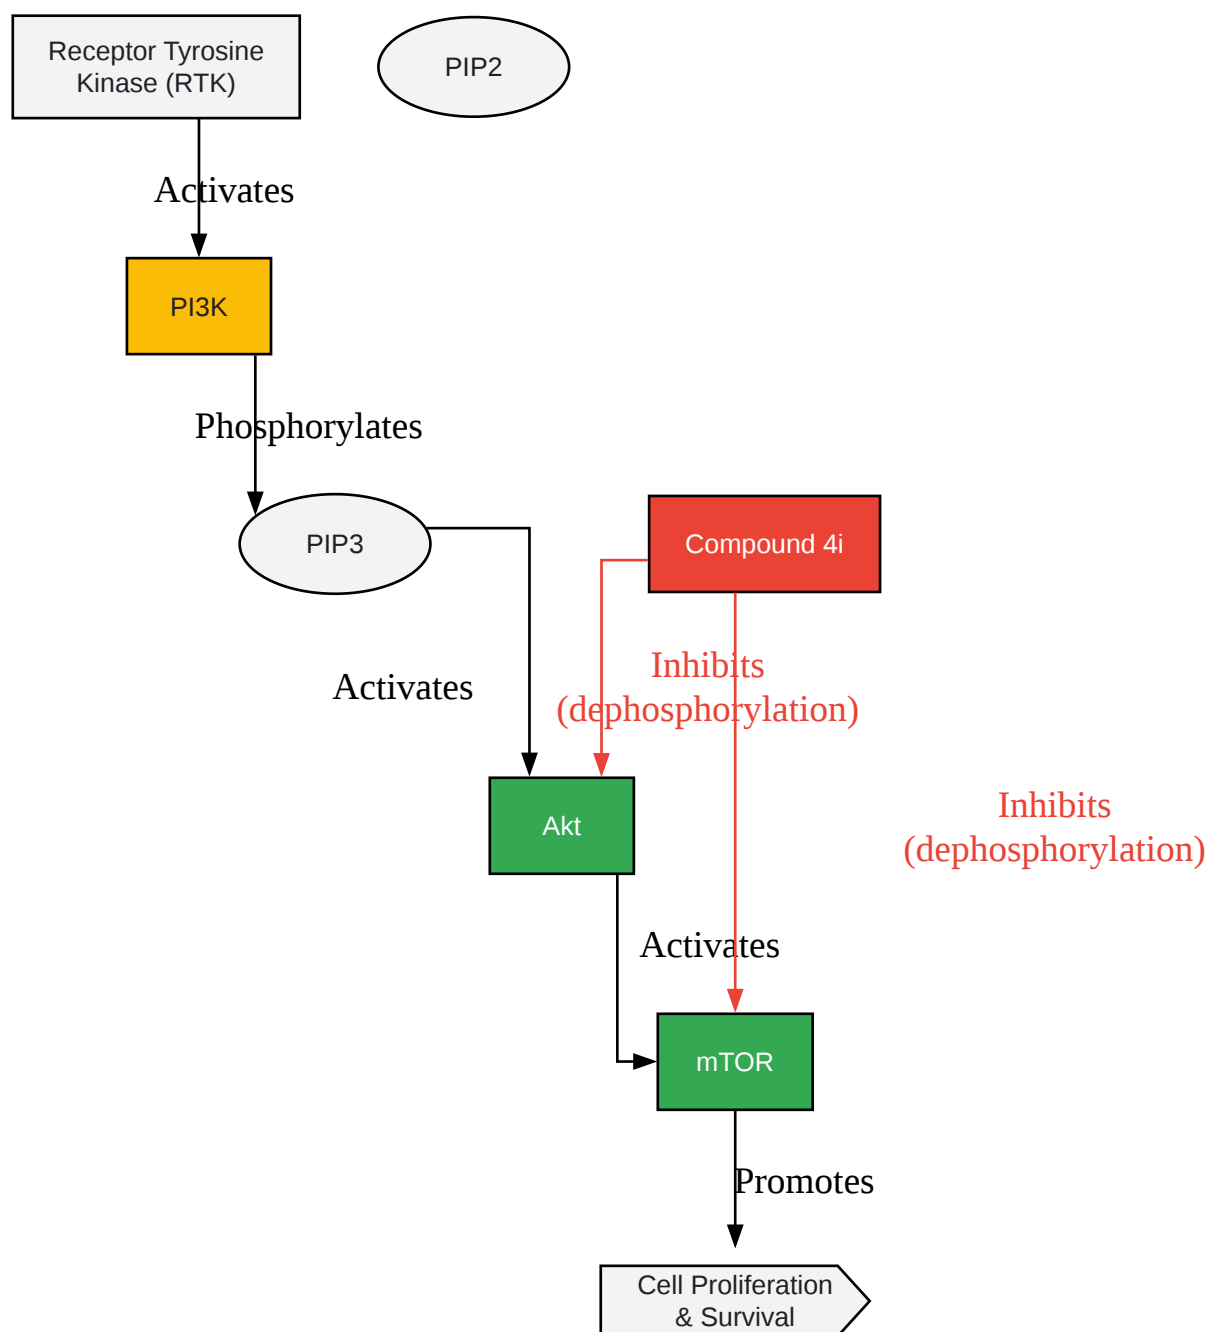 Receptor Tyrosine
Kinase (RTK)
PIP2
Activates
PI3K
Phosphorylates
PIP3
Compound 4i
Activates
Inhibits
(dephosphorylation)
Akt
Inhibits
(dephosphorylation)
Activates
mTOR
Promotes
Cell Proliferation
& Survival